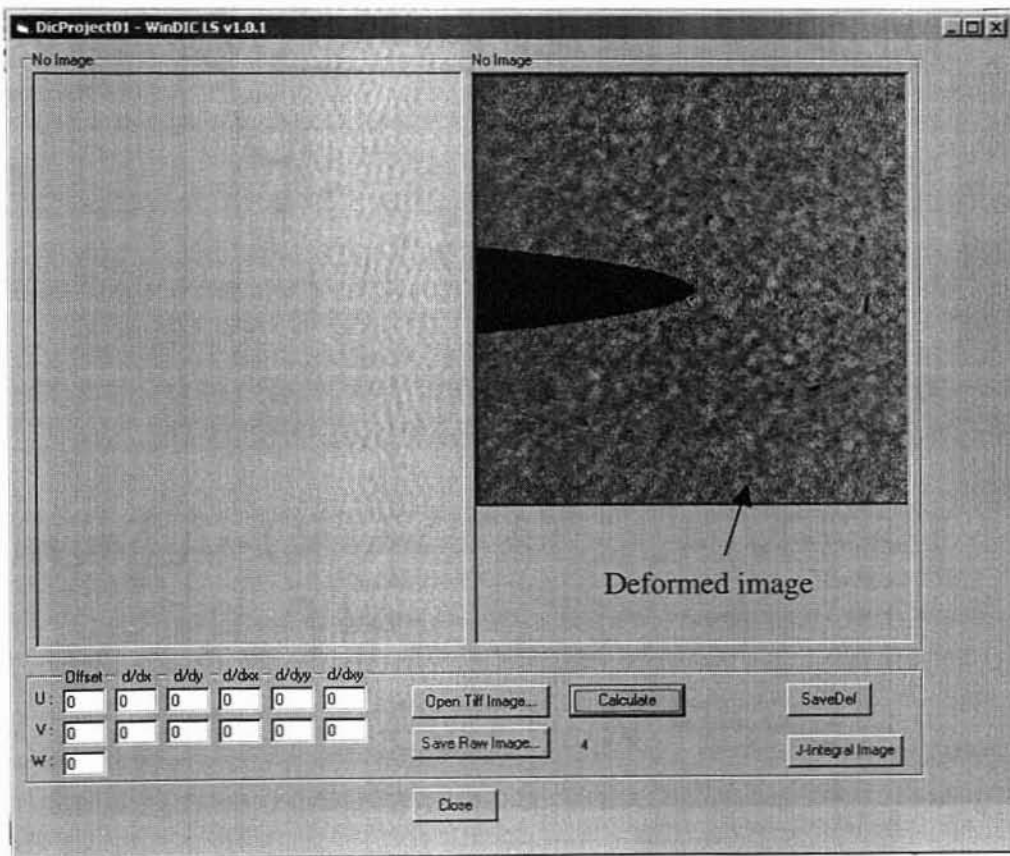 DicProject01 - WinDIC LS v1.0.1
No Image
No Image
Deformed image
Offset d/dx d/dy d/dxx d/dyy d/dxy
U : 0 0 0 0 0 0
V : 0 0 0 0 0 0
W : 0
Open Tiff Image... Calculate SaveDef
Save Raw Image... 4 J-Integral Image
Close